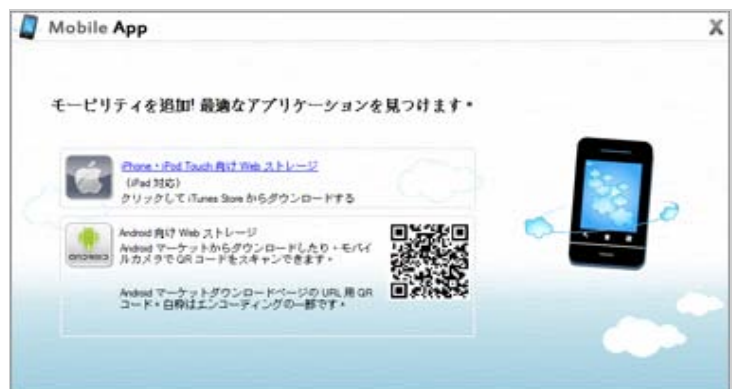 Mobile App
X
モービリティを追加! 最適なアプリケーションを見つけます。
iPhone・iPod Touch 向け Web ストレージ
(iPad 対応)
クリックして iTunes Store からダウンロードする
Android 向け Web ストレージ
Android マーケットからダウンロードしたり・モバイ
ルカメラで QR コードをスキャンできます・
Android マーケットダウンロードページの URL 用 QR
コード・白枠はエンコーディングの一部です・
ANDROID